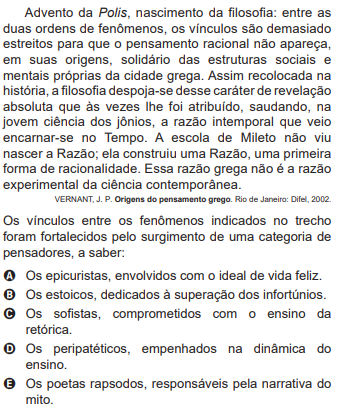 Advento da Polis, nascimento da filosofia: entre as
duas ordens de fenômenos, os vínculos são demasiado
estreitos para que o pensamento racional não apareça,
em suas origens, solidário das estruturas sociais e
mentais próprias da cidade grega. Assim recolocada na
história, a filosofia despoja-se desse caráter de revelação
absoluta que às vezes lhe foi atribuído, saudando, na
jovem ciência dos jônios, a razão intemporal que veio
encarnar-se no Tempo. A escola de Mileto não viu
nascer a Razão; ela construiu uma Razão, uma primeira
forma de racionalidade. Essa razão grega não é a razão
experimental da ciência contemporânea.
VERNANT, J. P. Origens do pensamento grego. Rio de Janeiro: Difel, 2002.
Os vínculos entre os fenômenos indicados no trecho
foram fortalecidos pelo surgimento de uma categoria de
pensadores, a saber:
A Os epicuristas, envolvidos com o ideal de vida feliz.
B Os estoicos, dedicados à superação dos infortúnios.
C Os sofistas, comprometidos com o ensino da
retórica.
D Os peripatéticos, empenhados na dinâmica do
ensino.
E Os poetas rapsodos, responsáveis pela narrativa do
mito.